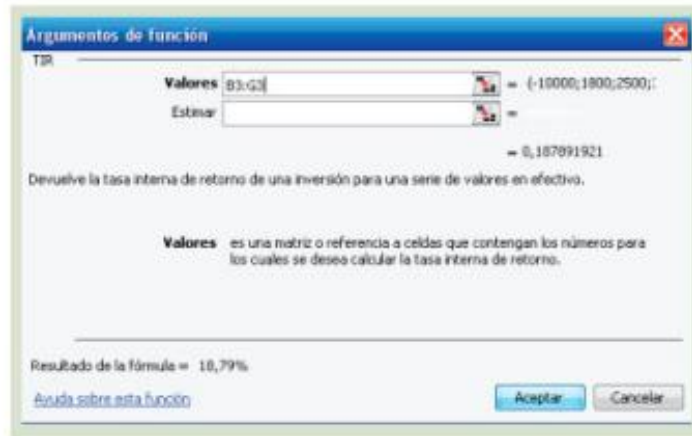 Argumentos de función
TIR
Valores B3:G3 = {-10000;1800;2500;
Estimar =
= 0,187891921
Devuelve la tasa interna de retorno de una inversión para una serie de valores en efectivo.
Valores es una matriz o referencia a celdas que contengan los números para
los cuales se desea calcular la tasa interna de retorno.
Resultado de la fórmula = 18,79%
Ayuda sobre esta función
Aceptar Cancelar